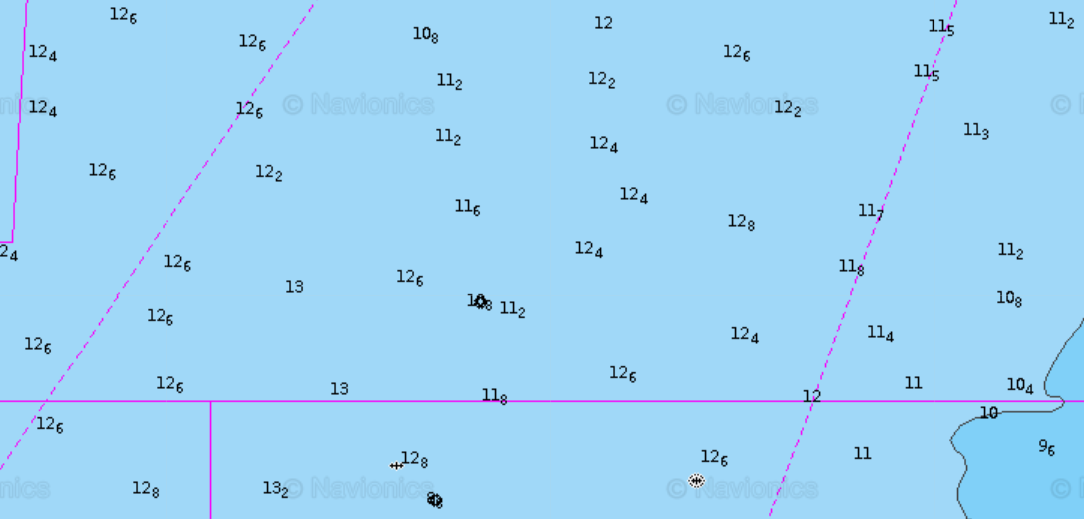 12₆ 12₆ 10₈ 12 12₆ 11₅ 11₂
12₄ 11₂ 12₂ 11₅
12₄ © Navionics 12₆ © Navionics 12₂ ©
11₂ 12₄ 11₃
12₆ 12₂ 11₆ 12₄ 12₈ 11₇
12₄ 11₂
12₆ 13 12₆ 11₈ 10₈
12₆ 11₂ 12₄ 11₄
12₆ 12₆ 13 12₆ 11 10₄
11₈ 12 10
12₆ 12₈ 12₆ 11 9₆
12₈ 13₂ © Navionics © Navionics ©